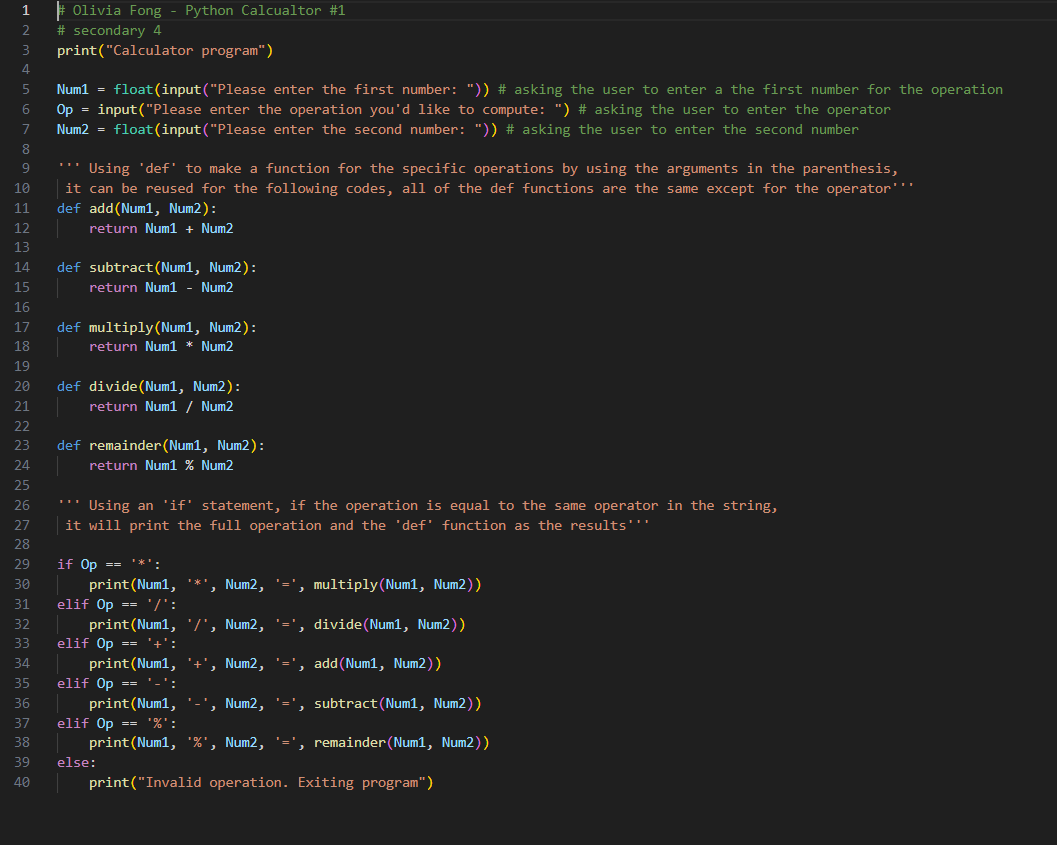 1 # Olivia Fong - Python Calcualtor #1
2 # secondary 4
3 print("Calculator program")
4
5 Num1 = float(input("Please enter the first number: ")) # asking the user to enter a the first number for the operation
6 Op = input("Please enter the operation you'd like to compute: ") # asking the user to enter the operator
7 Num2 = float(input("Please enter the second number: ")) # asking the user to enter the second number
8
9 ''' Using 'def' to make a function for the specific operations by using the arguments in the parenthesis,
10  it can be reused for the following codes, all of the def functions are the same except for the operator'''
11 def add(Num1, Num2):
12     return Num1 + Num2
13
14 def subtract(Num1, Num2):
15     return Num1 - Num2
16
17 def multiply(Num1, Num2):
18     return Num1 * Num2
19
20 def divide(Num1, Num2):
21     return Num1 / Num2
22
23 def remainder(Num1, Num2):
24     return Num1 % Num2
25
26 ''' Using an 'if' statement, if the operation is equal to the same operator in the string,
27  it will print the full operation and the 'def' function as the results'''
28
29 if Op == '*':
30     print(Num1, '*', Num2, '=', multiply(Num1, Num2))
31 elif Op == '/':
32     print(Num1, '/', Num2, '=', divide(Num1, Num2))
33 elif Op == '+':
34     print(Num1, '+', Num2, '=', add(Num1, Num2))
35 elif Op == '-':
36     print(Num1, '-', Num2, '=', subtract(Num1, Num2))
37 elif Op == '%':
38     print(Num1, '%', Num2, '=', remainder(Num1, Num2))
39 else:
40     print("Invalid operation. Exiting program")